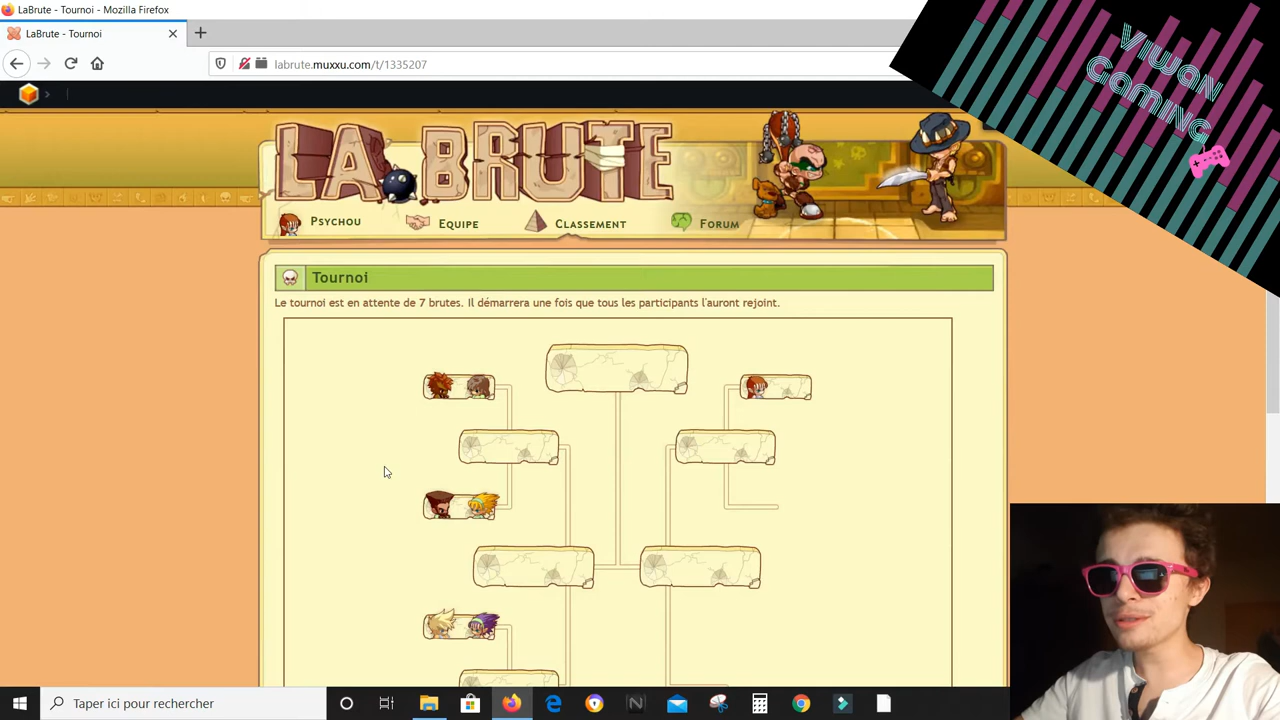 LaBrute - Tournoi - Mozilla Firefox
LaBrute - Tournoi
labrute.muxxu.com/t/1335207
VIWAN
GAMING
LA BRUTE
PSYCHOU
EQUIPE
CLASSEMENT
FORUM
Tournoi
Le tournoi est en attente de 7 brutes. Il démarrera une fois que tous les participants l'auront rejoint.
Taper ici pour rechercher